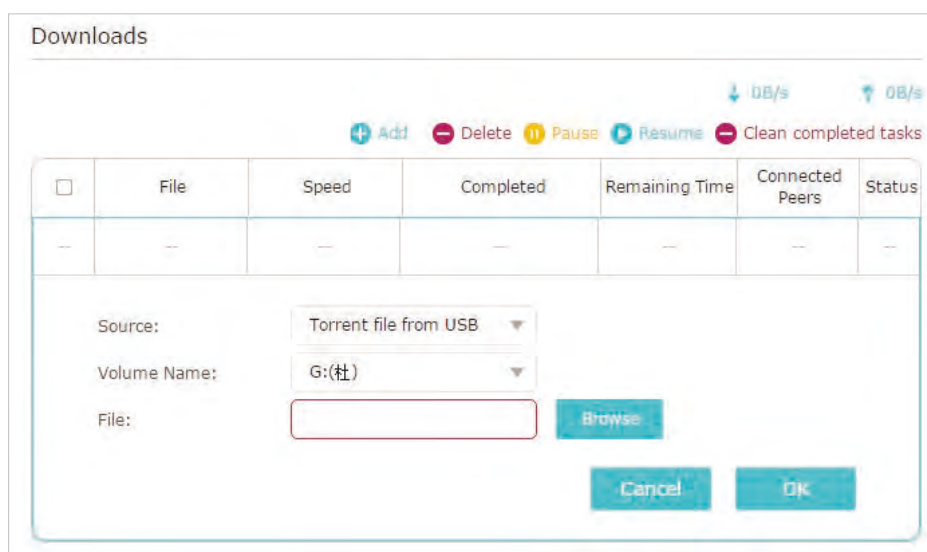 Downloads
0B/s 0B/s
Add Delete Pause Resume Clean completed tasks
File Speed Completed Remaining Time Connected Peers Status
-- -- -- -- -- -- --
Source: Torrent file from USB
Volume Name: G:(杜)
File: Browse
Cancel OK